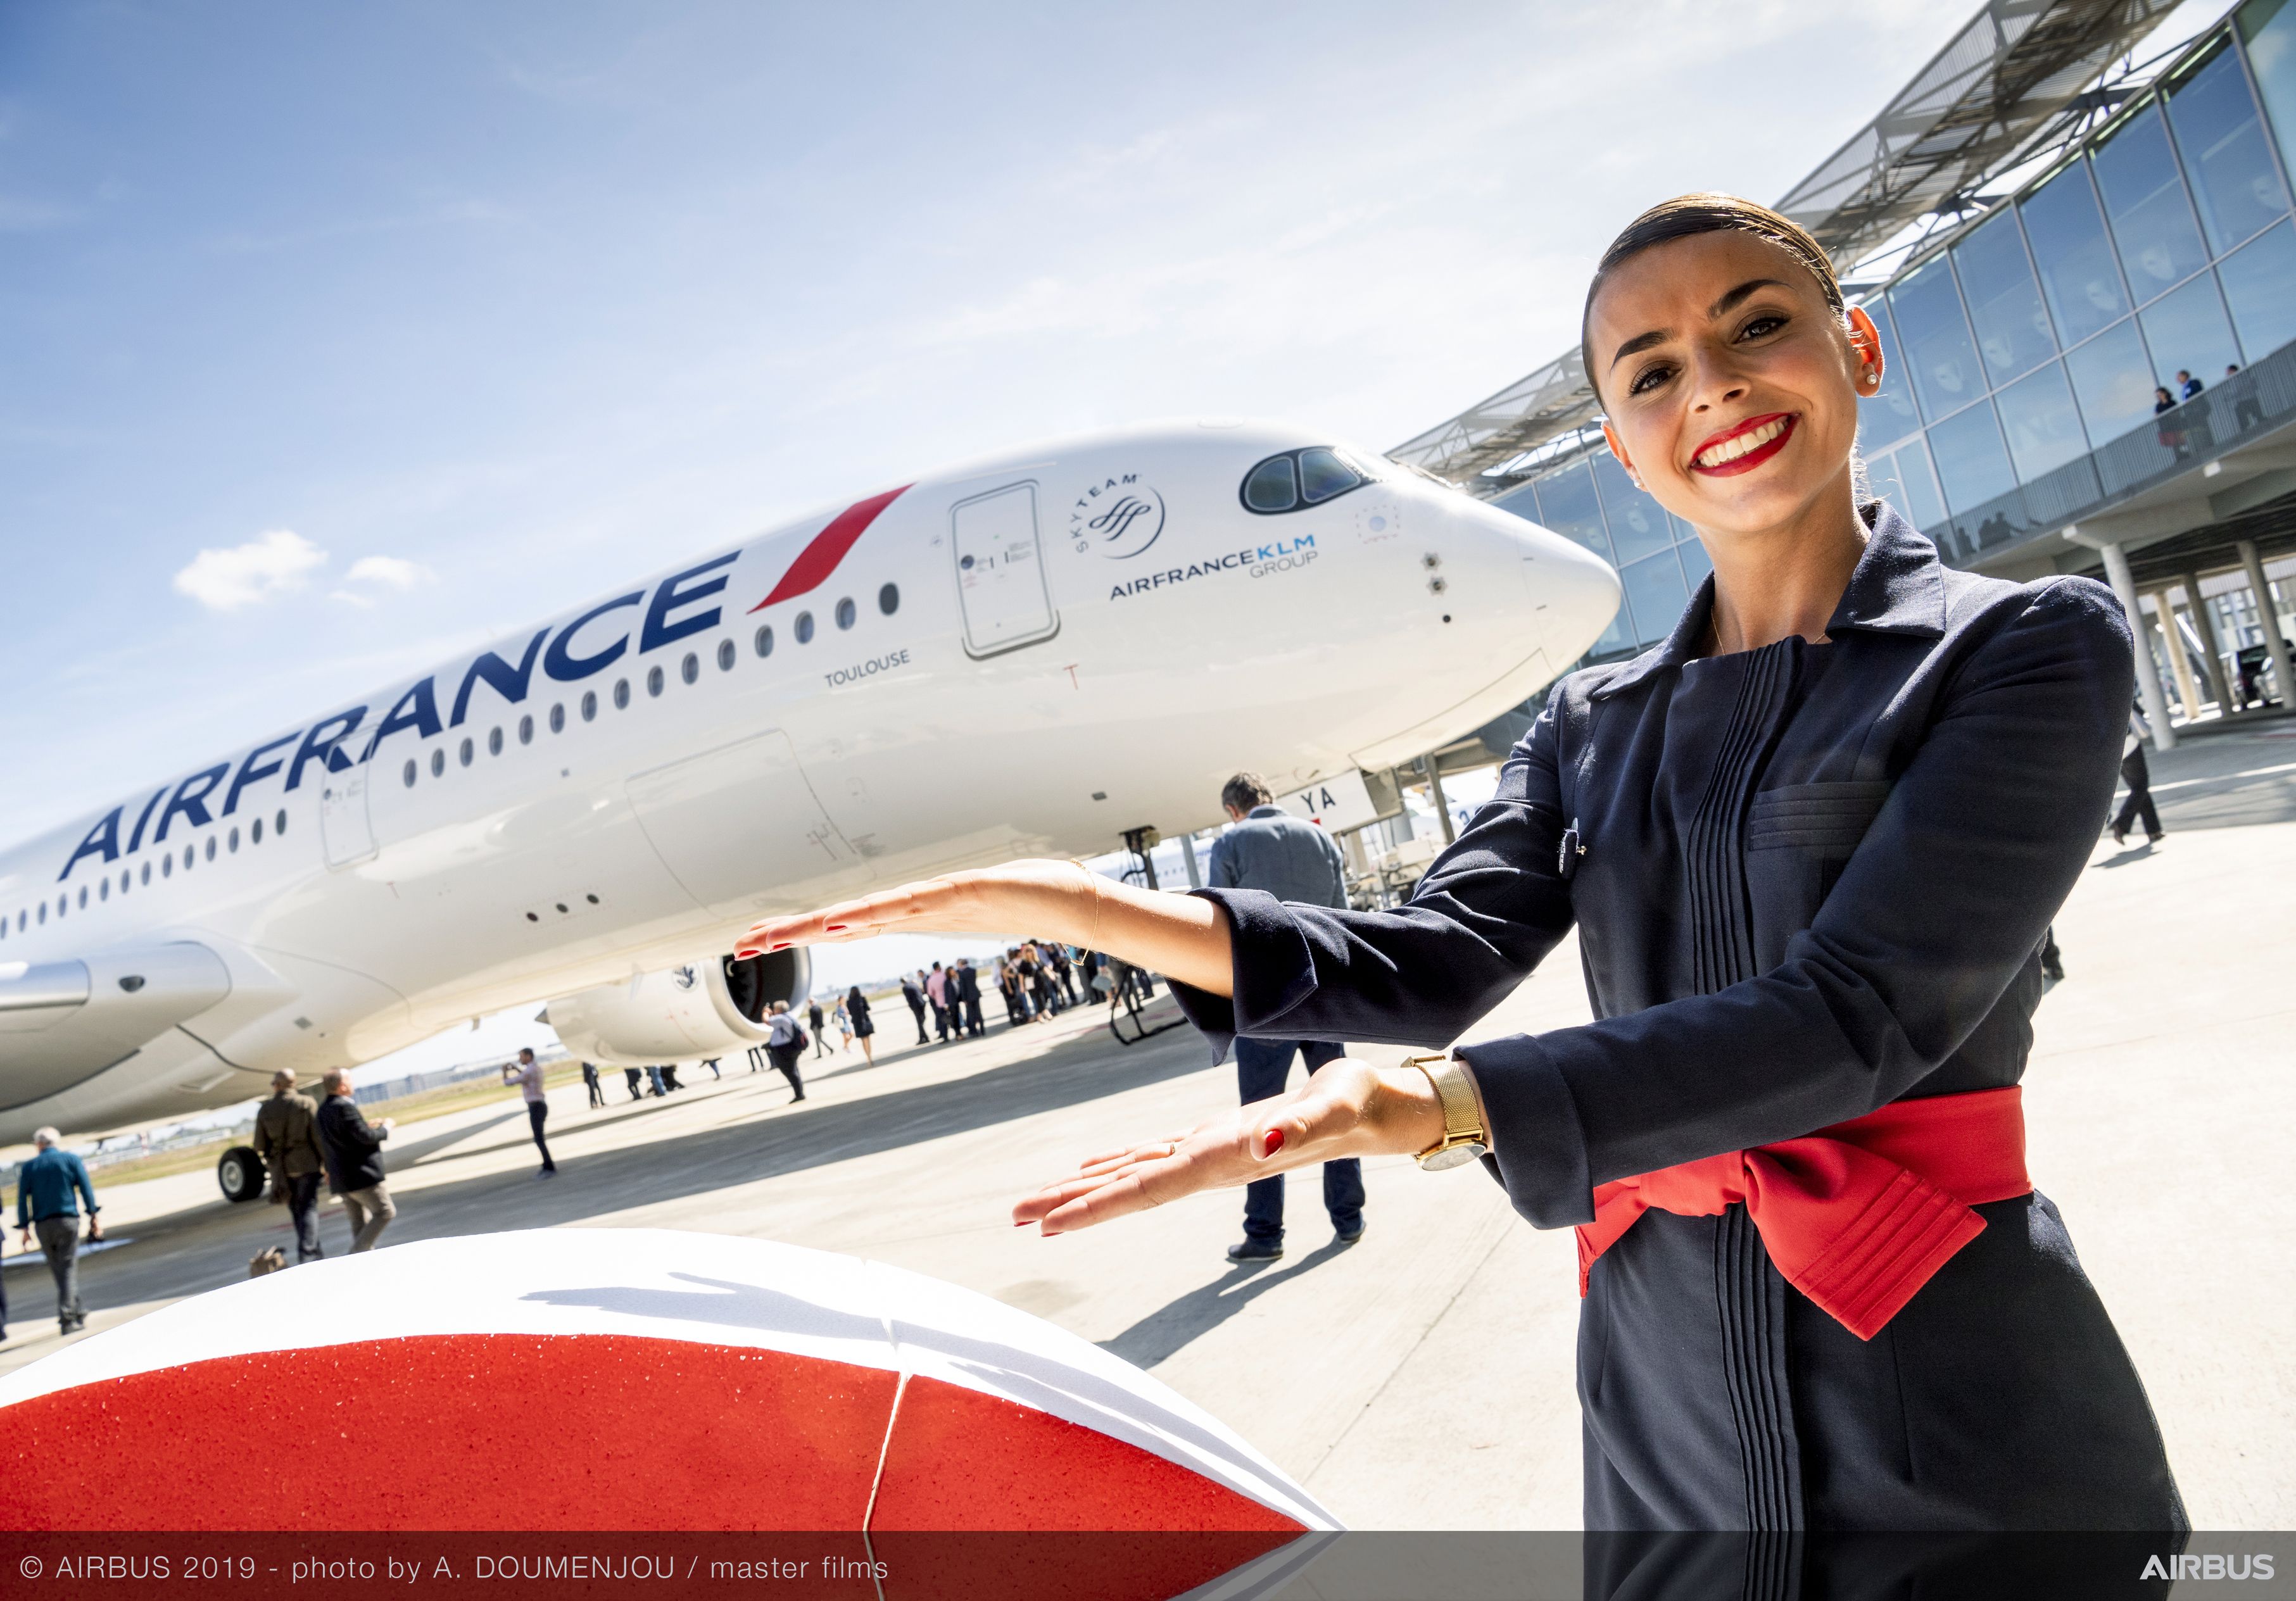 AIRFRANCE
SKYTEAM
AIRFRANCEKLM
GROUP
TOULOUSE
YA
© AIRBUS 2019 - photo by A. DOUMENJOU / master films
AIRBUS